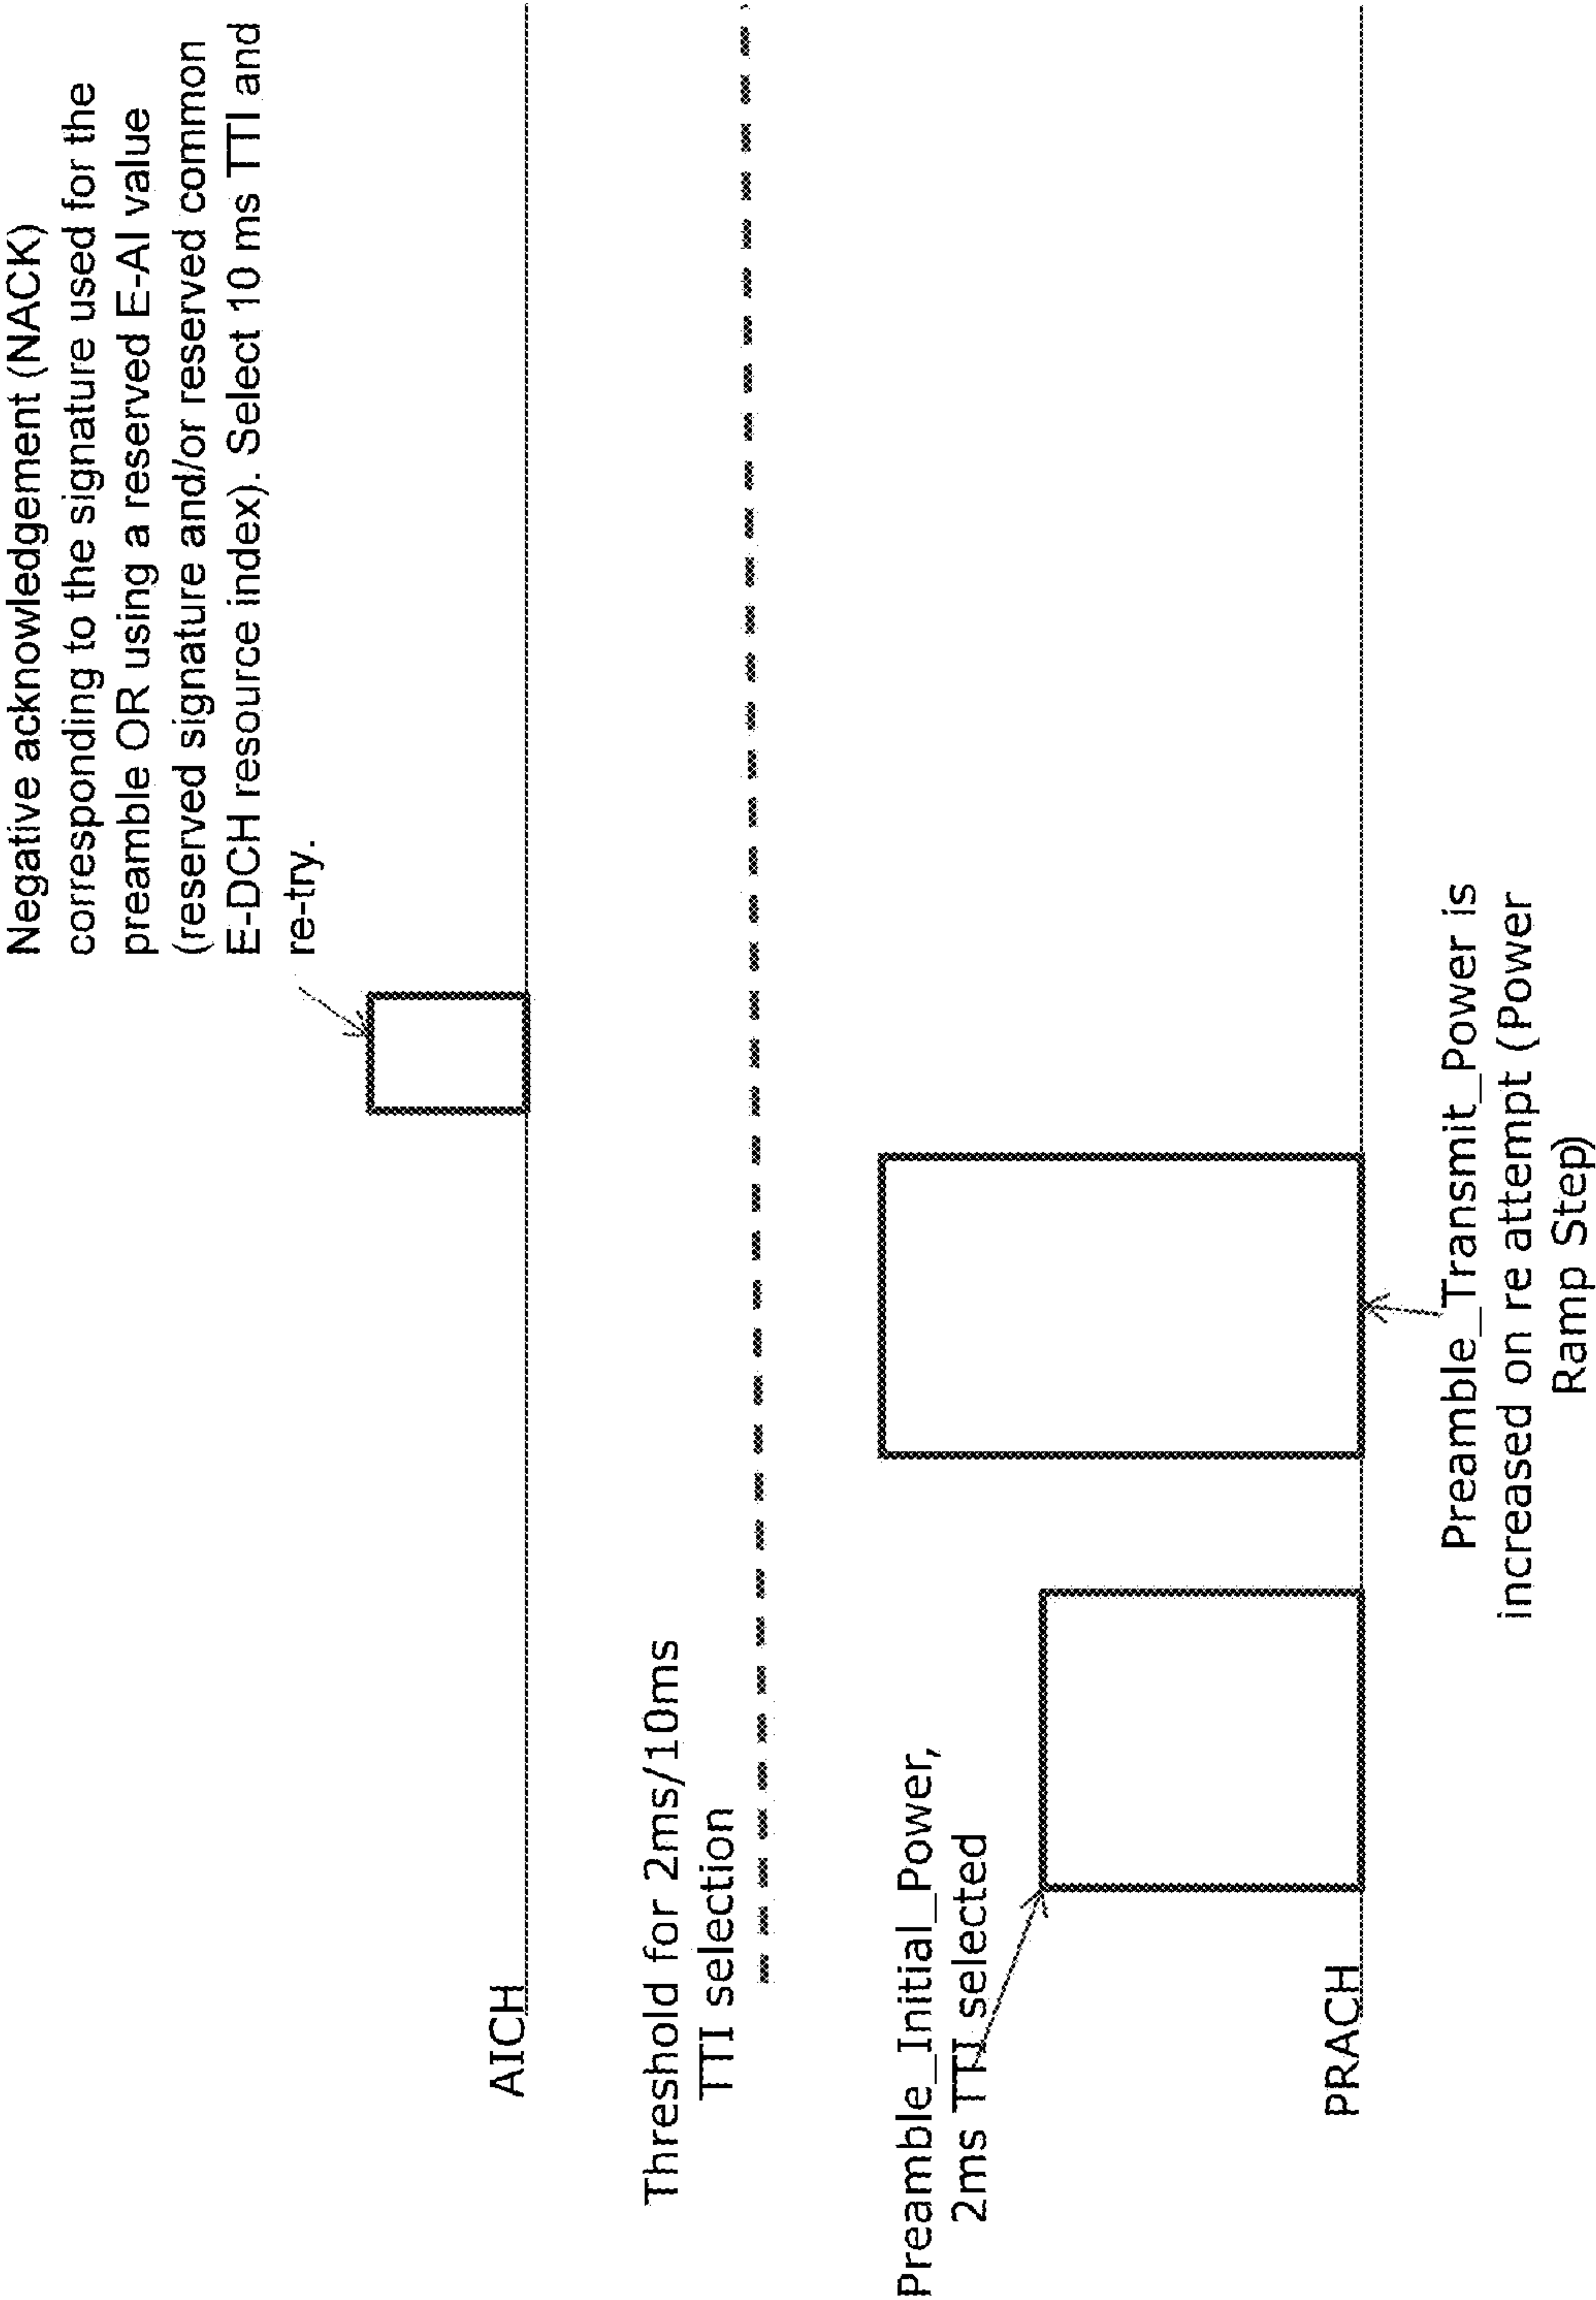 Negative acknowledgement (NACK)
corresponding to the signature used for the
preamble OR using a reserved E-AI value
(reserved signature and/or reserved common
E-DCH resource index). Select 10 ms TTI and
re-try.
AICH
Threshold for 2ms/10ms
TTI selection
Preamble_Initial_Power,
2ms TTI selected
PRACH
Preamble_Transmit_Power is
increased on re attempt (Power
Ramp Step)